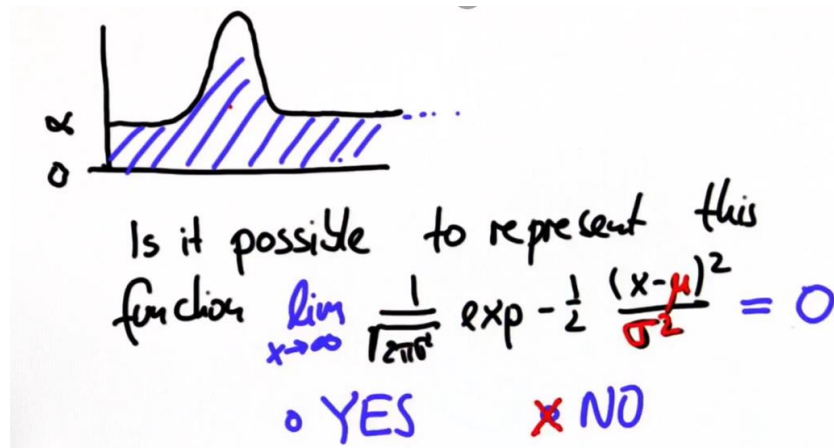 α
0
Is it possible to represent this
function lim x→∞ 1/√2πσ² exp - 1/2 (x-μ)²/σ² = 0
YES NO